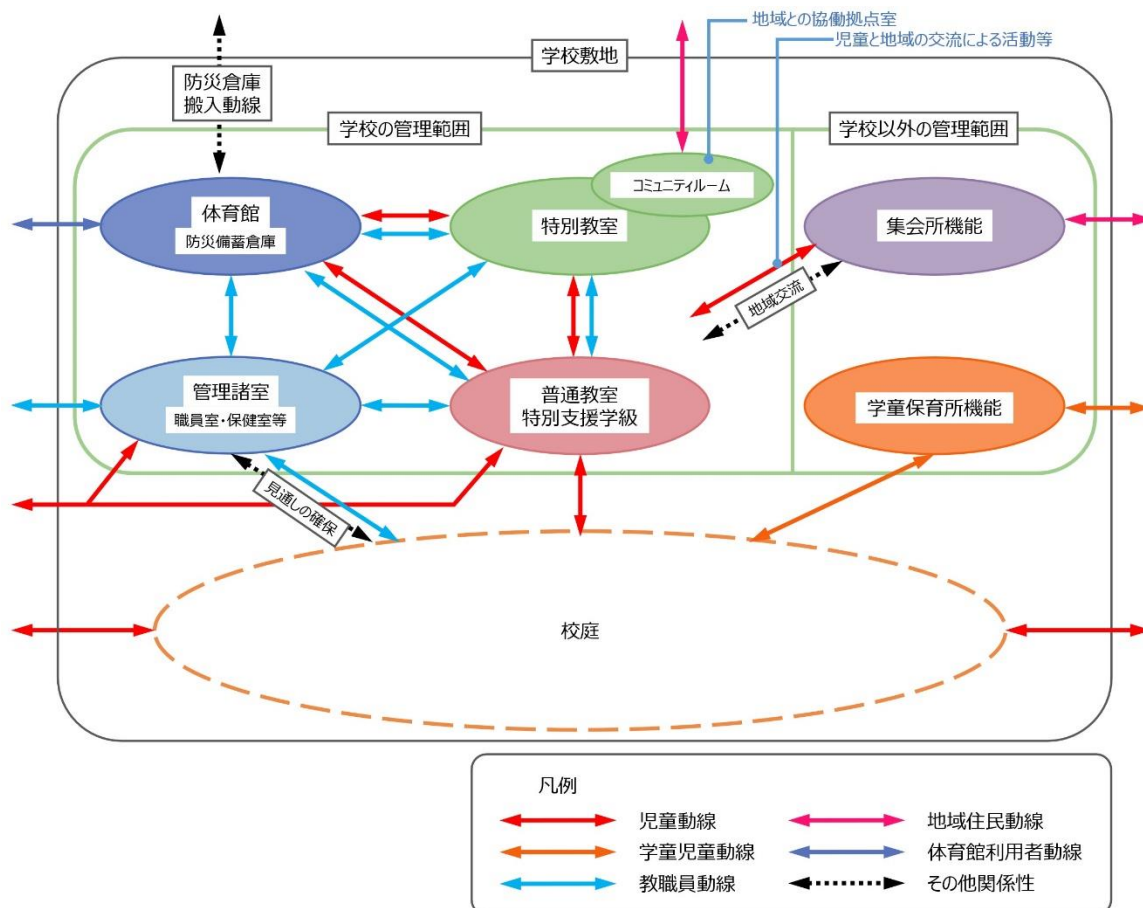 地域との協働拠点室
児童と地域の交流による活動等
学校敷地
防災倉庫
搬入動線
学校の管理範囲
学校以外の管理範囲
コミュニティルーム
体育館
防災備蓄倉庫
特別教室
集会所機能
地域交流
管理諸室
職員室・保健室等
普通教室
特別支援学級
学童保育所機能
見通しの確保
校庭
凡例
児童動線
地域住民動線
学童児童動線
体育館利用者動線
教職員動線
その他関係性